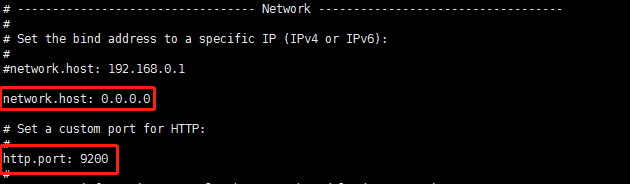 # ---------------------------------- Network -----------------------------------
#
# Set the bind address to a specific IP (IPv4 or IPv6):
#
#network.host: 192.168.0.1
network.host: 0.0.0.0
# Set a custom port for HTTP:
#
http.port: 9200
#